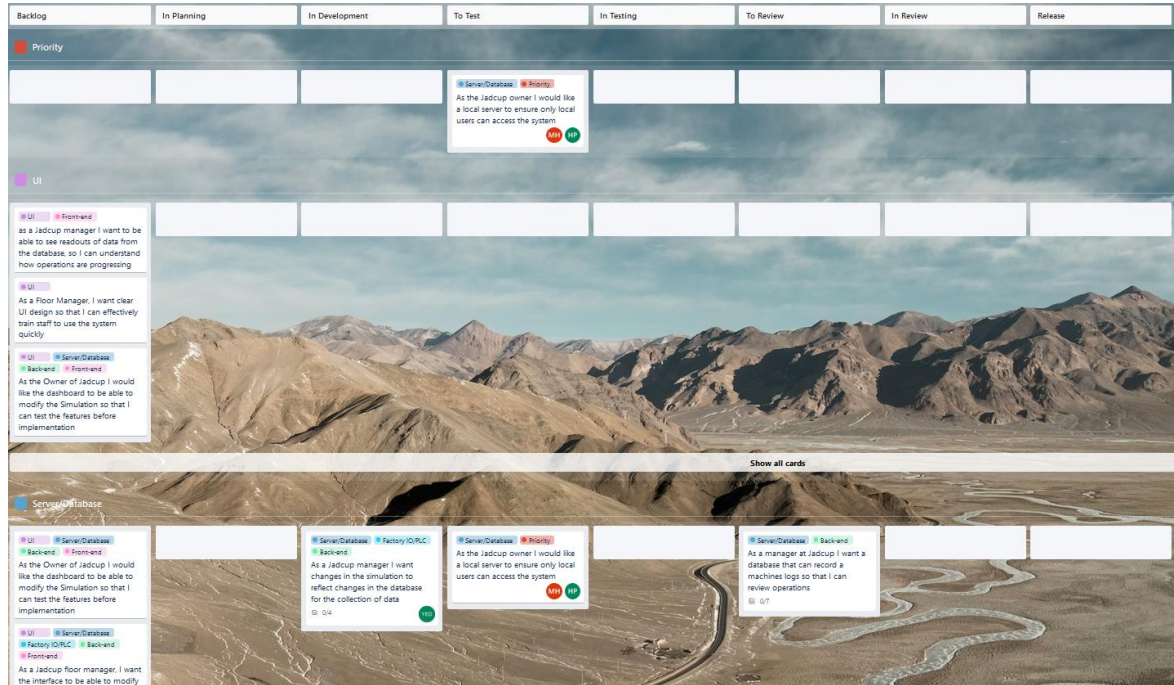 Backlog
In Planning
In Development
To Test
In Testing
To Review
In Review
Release
Priority
Server/Database Priority
As the Jadcup owner I would like
a local server to ensure only local
users can access the system
MH HP
UI
UI Front-end
as a Jadcup manager I want to be
able to see readouts of data from
the database, so I can understand
how operations are progressing
UI
As a Floor Manager, I want clear
UI design so that I can effectively
train staff to use the system
quickly
UI Server/Database
Back-end Front-end
As the Owner of Jadcup I would
like the dashboard to be able to
modify the Simulation so that I
can test the features before
implementation
Show all cards
Server/Database
UI Server/Database
Back-end Front-end
As the Owner of Jadcup I would
like the dashboard to be able to
modify the Simulation so that I
can test the features before
implementation
UI Server/Database
Factory IO/PLC Back-end
Front-end
As a Jadcup floor manager, I want
the interface to be able to modify
Server/Database Factory IO/PLC
Back-end
As a Jadcup manager I want
changes in the simulation to
reflect changes in the database
for the collection of data
0/4
YED
Server/Database Priority
As the Jadcup owner I would like
a local server to ensure only local
users can access the system
MH HP
Server/Database Back-end
As a manager at Jadcup I want a
database that can record a
machines logs so that I can
review operations
0/7